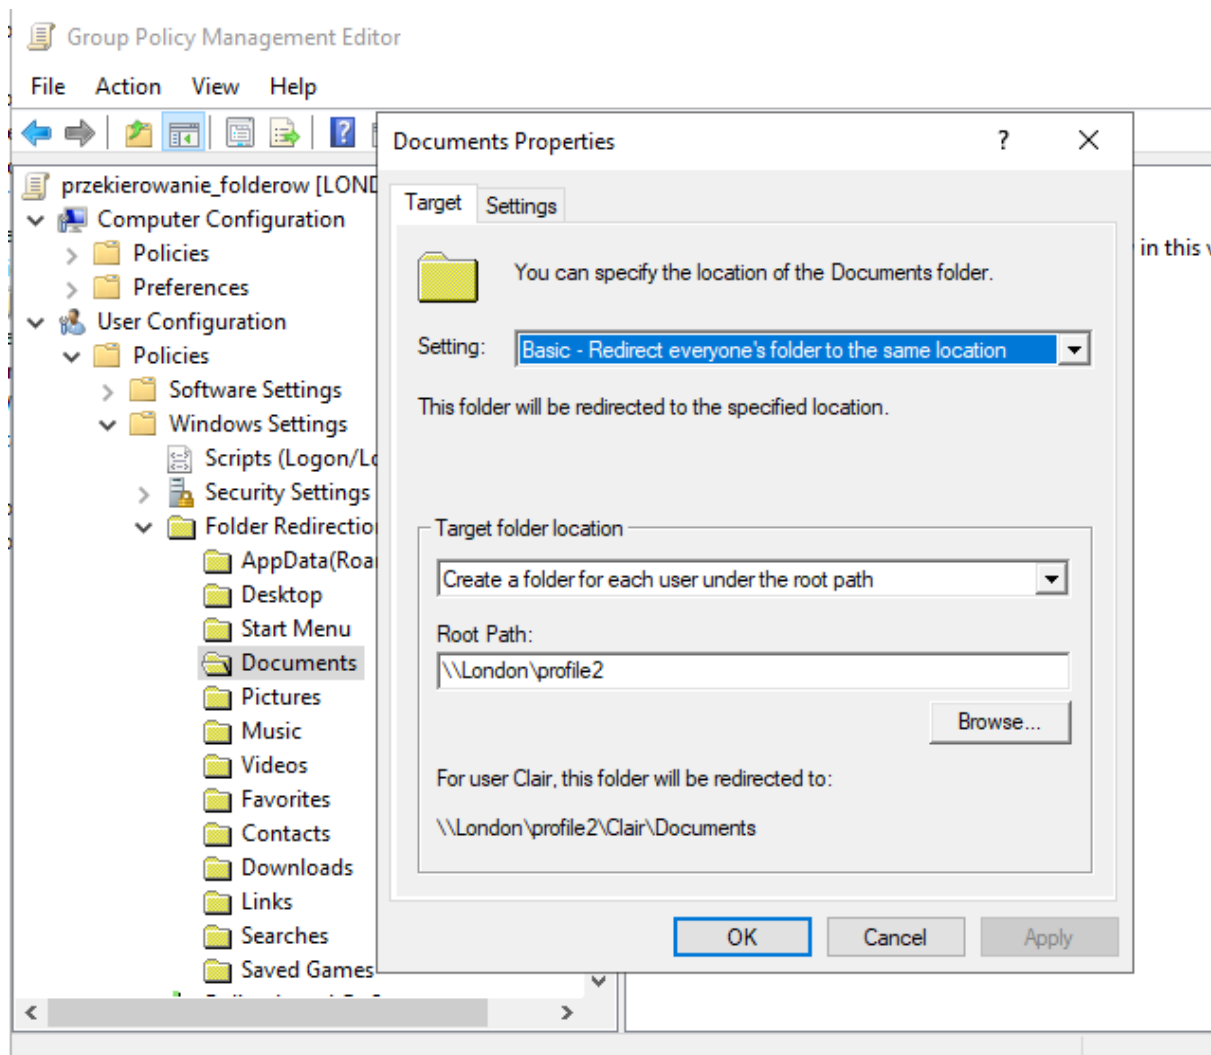 Group Policy Management Editor
File Action View Help
przekierowanie_folderow [LOND
Computer Configuration
Policies
Preferences
User Configuration
Policies
Software Settings
Windows Settings
Scripts (Logon/Lo
Security Settings
Folder Redirection
AppData(Roa
Desktop
Start Menu
Documents
Pictures
Music
Videos
Favorites
Contacts
Downloads
Links
Searches
Saved Games
Documents Properties
Target Settings
You can specify the location of the Documents folder.
Setting: Basic - Redirect everyone's folder to the same location
This folder will be redirected to the specified location.
Target folder location
Create a folder for each user under the root path
Root Path:
\\London\profile2
Browse...
For user Clair, this folder will be redirected to:
\\London\profile2\Clair\Documents
OK Cancel Apply
in this